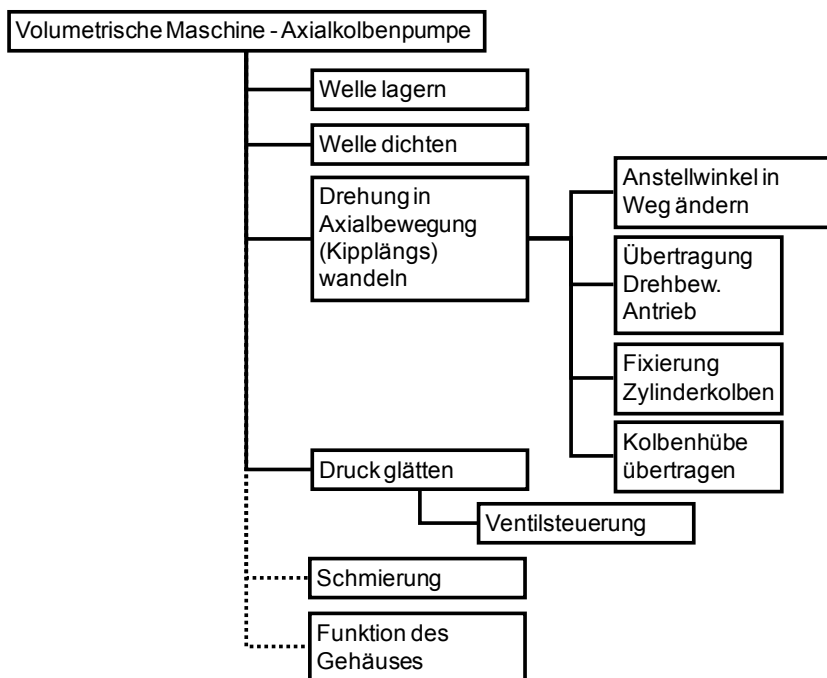 Volumetrische Maschine - Axialkolbenpumpe
Welle lagern
Welle dichten
Drehung in
Axialbewegung
(Kipplängs)
wandeln
Anstellwinkel in
Weg ändern
Übertragung
Drehbew.
Antrieb
Fixierung
Zylinderkolben
Kolbenhübe
übertragen
Druck glätten
Ventilsteuerung
Schmierung
Funktion des
Gehäuses